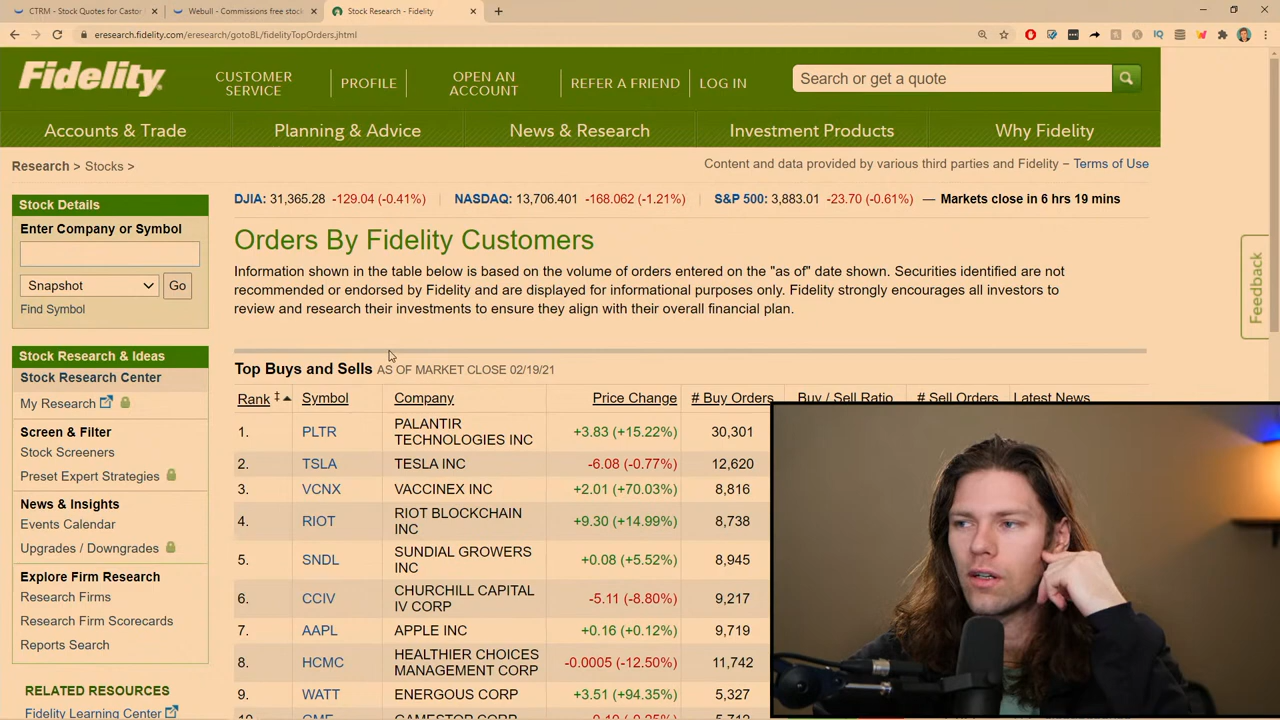 CTRM - Stock Quotes for Castor
Webull - Commissions free stock
Stock Research - Fidelity
eresearch.fidelity.com/eresearch/gotoBL/fidelityTopOrders.jhtml
Fidelity
CUSTOMER SERVICE
PROFILE
OPEN AN ACCOUNT
REFER A FRIEND
LOG IN
Search or get a quote
Accounts & Trade
Planning & Advice
News & Research
Investment Products
Why Fidelity
Research > Stocks >
Content and data provided by various third parties and Fidelity – Terms of Use
Stock Details
Enter Company or Symbol
Snapshot
Go
Find Symbol
DJIA: 31,365.28 -129.04 (-0.41%) NASDAQ: 13,706.401 -168.062 (-1.21%) S&P 500: 3,883.01 -23.70 (-0.61%) — Markets close in 6 hrs 19 mins
Orders By Fidelity Customers
Information shown in the table below is based on the volume of orders entered on the "as of" date shown. Securities identified are not
recommended or endorsed by Fidelity and are displayed for informational purposes only. Fidelity strongly encourages all investors to
review and research their investments to ensure they align with their overall financial plan.
Feedback
Stock Research & Ideas
Stock Research Center
My Research
Screen & Filter
Stock Screeners
Preset Expert Strategies
News & Insights
Events Calendar
Upgrades / Downgrades
Explore Firm Research
Research Firms
Research Firm Scorecards
Reports Search
RELATED RESOURCES
Fidelity Learning Center
Top Buys and Sells AS OF MARKET CLOSE 02/19/21
Rank ‡ Symbol Company Price Change # Buy Orders Buy / Sell Ratio # Sell Orders Latest News
1. PLTR PALANTIR TECHNOLOGIES INC +3.83 (+15.22%) 30,301
2. TSLA TESLA INC -6.08 (-0.77%) 12,620
3. VCNX VACCINEX INC +2.01 (+70.03%) 8,816
4. RIOT RIOT BLOCKCHAIN INC +9.30 (+14.99%) 8,738
5. SNDL SUNDIAL GROWERS INC +0.08 (+5.52%) 8,945
6. CCIV CHURCHILL CAPITAL IV CORP -5.11 (-8.80%) 9,217
7. AAPL APPLE INC +0.16 (+0.12%) 9,719
8. HCMC HEALTHIER CHOICES MANAGEMENT CORP -0.0005 (-12.50%) 11,742
9. WATT ENERGOUS CORP +3.51 (+94.35%) 5,327